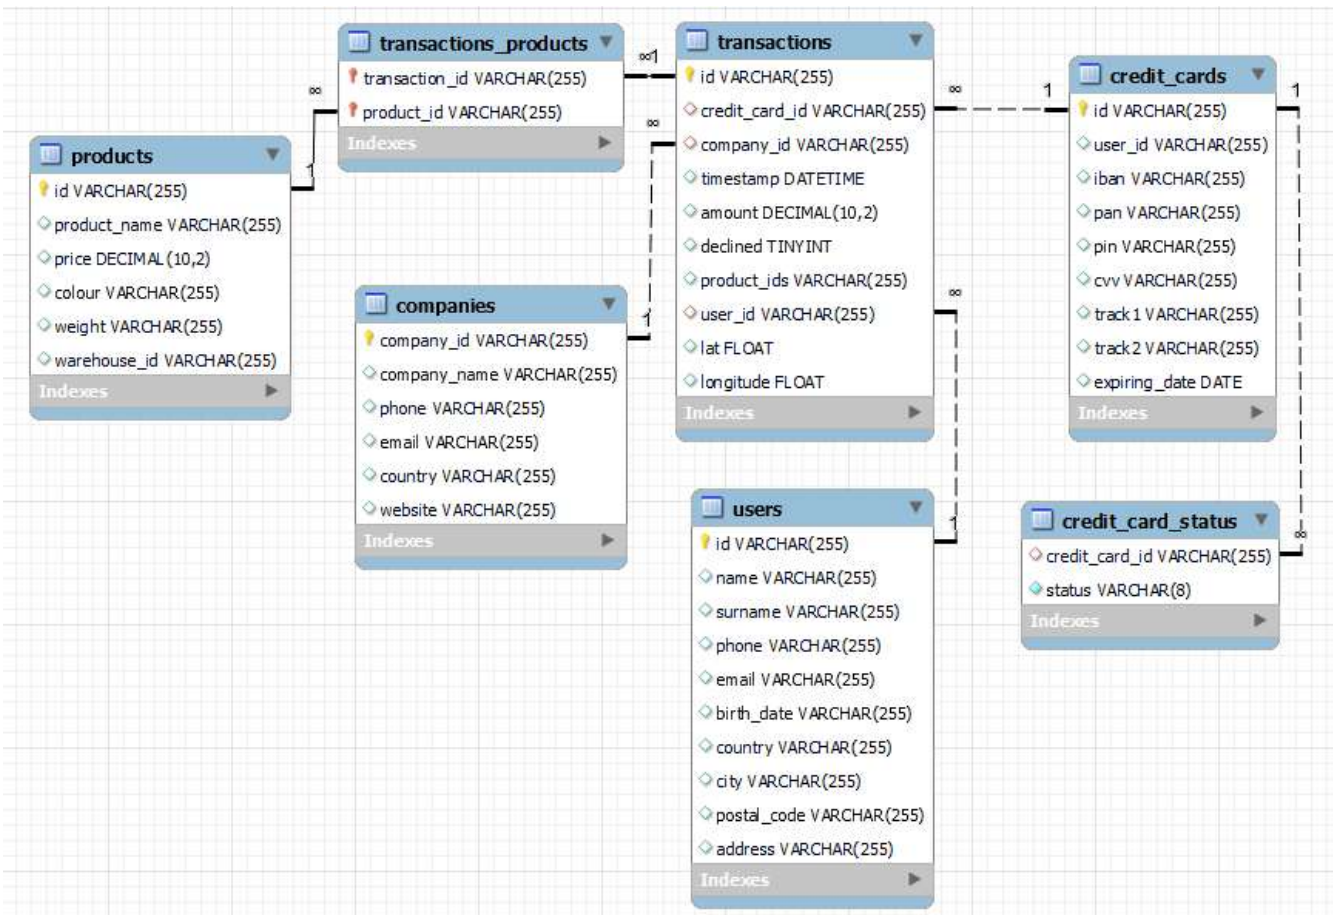 transactions_products
transaction_id VARCHAR(255)
product_id VARCHAR(255)
Indexes
transactions
id VARCHAR(255)
credit_card_id VARCHAR(255)
company_id VARCHAR(255)
timestamp DATETIME
amount DECIMAL(10,2)
declined TINYINT
product_ids VARCHAR(255)
user_id VARCHAR(255)
lat FLOAT
longitude FLOAT
Indexes
credit_cards
id VARCHAR(255)
user_id VARCHAR(255)
iban VARCHAR(255)
pan VARCHAR(255)
pin VARCHAR(255)
cvv VARCHAR(255)
track1 VARCHAR(255)
track2 VARCHAR(255)
expiring_date DATE
Indexes
products
id VARCHAR(255)
product_name VARCHAR(255)
price DECIMAL(10,2)
colour VARCHAR(255)
weight VARCHAR(255)
warehouse_id VARCHAR(255)
Indexes
companies
company_id VARCHAR(255)
company_name VARCHAR(255)
phone VARCHAR(255)
email VARCHAR(255)
country VARCHAR(255)
website VARCHAR(255)
Indexes
users
id VARCHAR(255)
name VARCHAR(255)
surname VARCHAR(255)
phone VARCHAR(255)
email VARCHAR(255)
birth_date VARCHAR(255)
country VARCHAR(255)
city VARCHAR(255)
postal_code VARCHAR(255)
address VARCHAR(255)
Indexes
credit_card_status
credit_card_id VARCHAR(255)
status VARCHAR(8)
Indexes
∞
1
∞
1
∞
1
∞
1
∞
1
1
∞